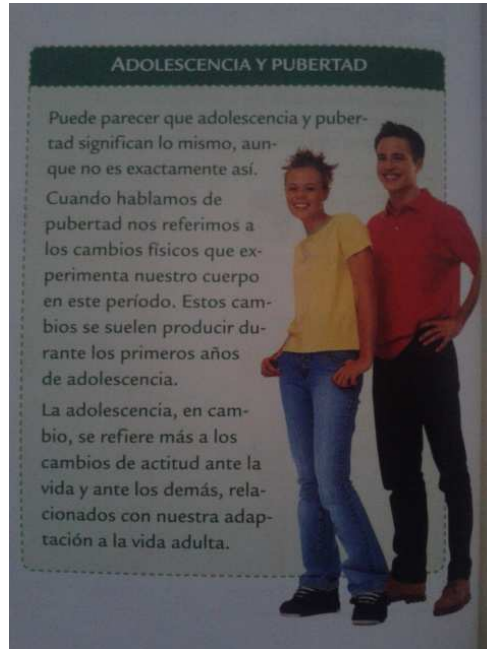 ADOLESCENCIA Y PUBERTAD
Puede parecer que adolescencia y puber-
tad significan lo mismo, aun-
que no es exactamente así.
Cuando hablamos de
pubertad nos referimos a
los cambios físicos que ex-
perimenta nuestro cuerpo
en este período. Estos cam-
bios se suelen producir du-
rante los primeros años
de adolescencia.
La adolescencia, en cam-
bio, se refiere más a los
cambios de actitud ante la
vida y ante los demás, rela-
cionados con nuestra adap-
tación a la vida adulta.